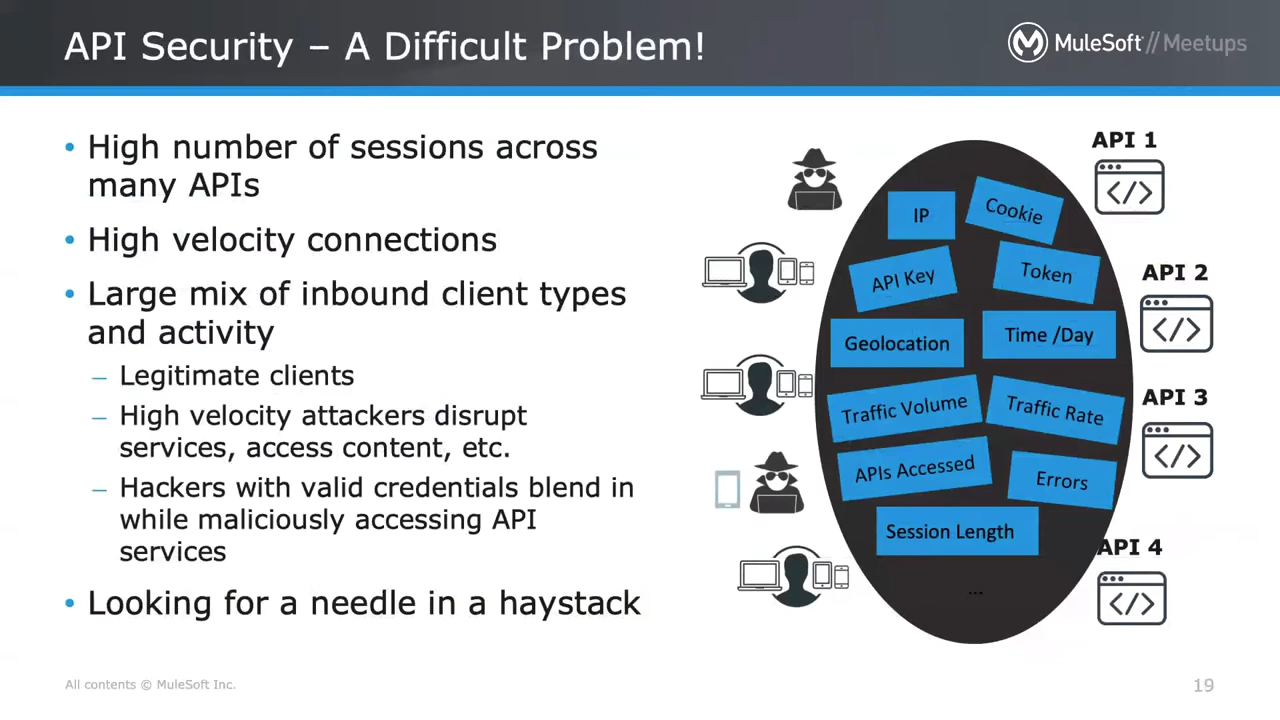 API Security – A Difficult Problem!
MuleSoft // Meetups
• High number of sessions across
many APIs
• High velocity connections
• Large mix of inbound client types
and activity
– Legitimate clients
– High velocity attackers disrupt
services, access content, etc.
– Hackers with valid credentials blend in
while maliciously accessing API
services
• Looking for a needle in a haystack
API 1
</>
IP
Cookie
API Key
Token
API 2
</>
Geolocation
Time /Day
Traffic Volume
Traffic Rate
API 3
</>
APIs Accessed
Errors
Session Length
API 4
</>
...
All contents © MuleSoft Inc.
19